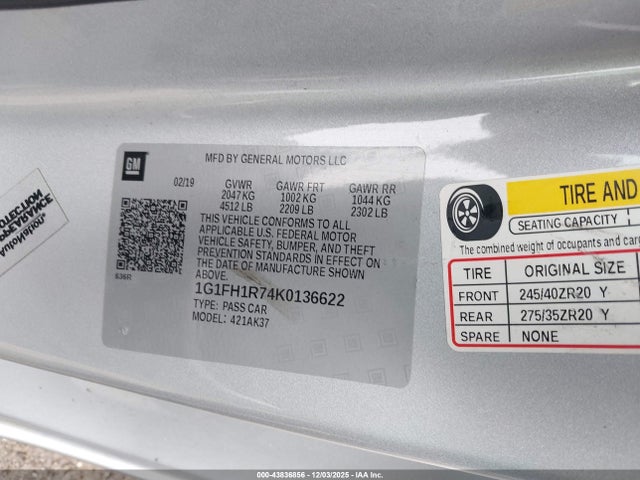 GM
MFD BY GENERAL MOTORS LLC
02/19 GVWR GAWR FRT GAWR RR
2047 KG 1002 KG 1044 KG
4512 LB 2209 LB 2302 LB
THIS VEHICLE CONFORMS TO ALL
APPLICABLE U.S. FEDERAL MOTOR
VEHICLE SAFETY, BUMPER, AND THEFT
PREVENTION STANDARDS IN EFFECT ON
THE DATE OF MANUFACTURE SHOWN
ABOVE.
636R
1G1FH1R74K0136622
TYPE: PASS CAR
MODEL: 421AK37
TIRE AND
SEATING CAPACITY
The combined weight of occupants and car
TIRE ORIGINAL SIZE
FRONT 245/40ZR20 Y
REAR 275/35ZR20 Y
SPARE NONE
000-43836856 - 12/03/2025 - IAA Inc.